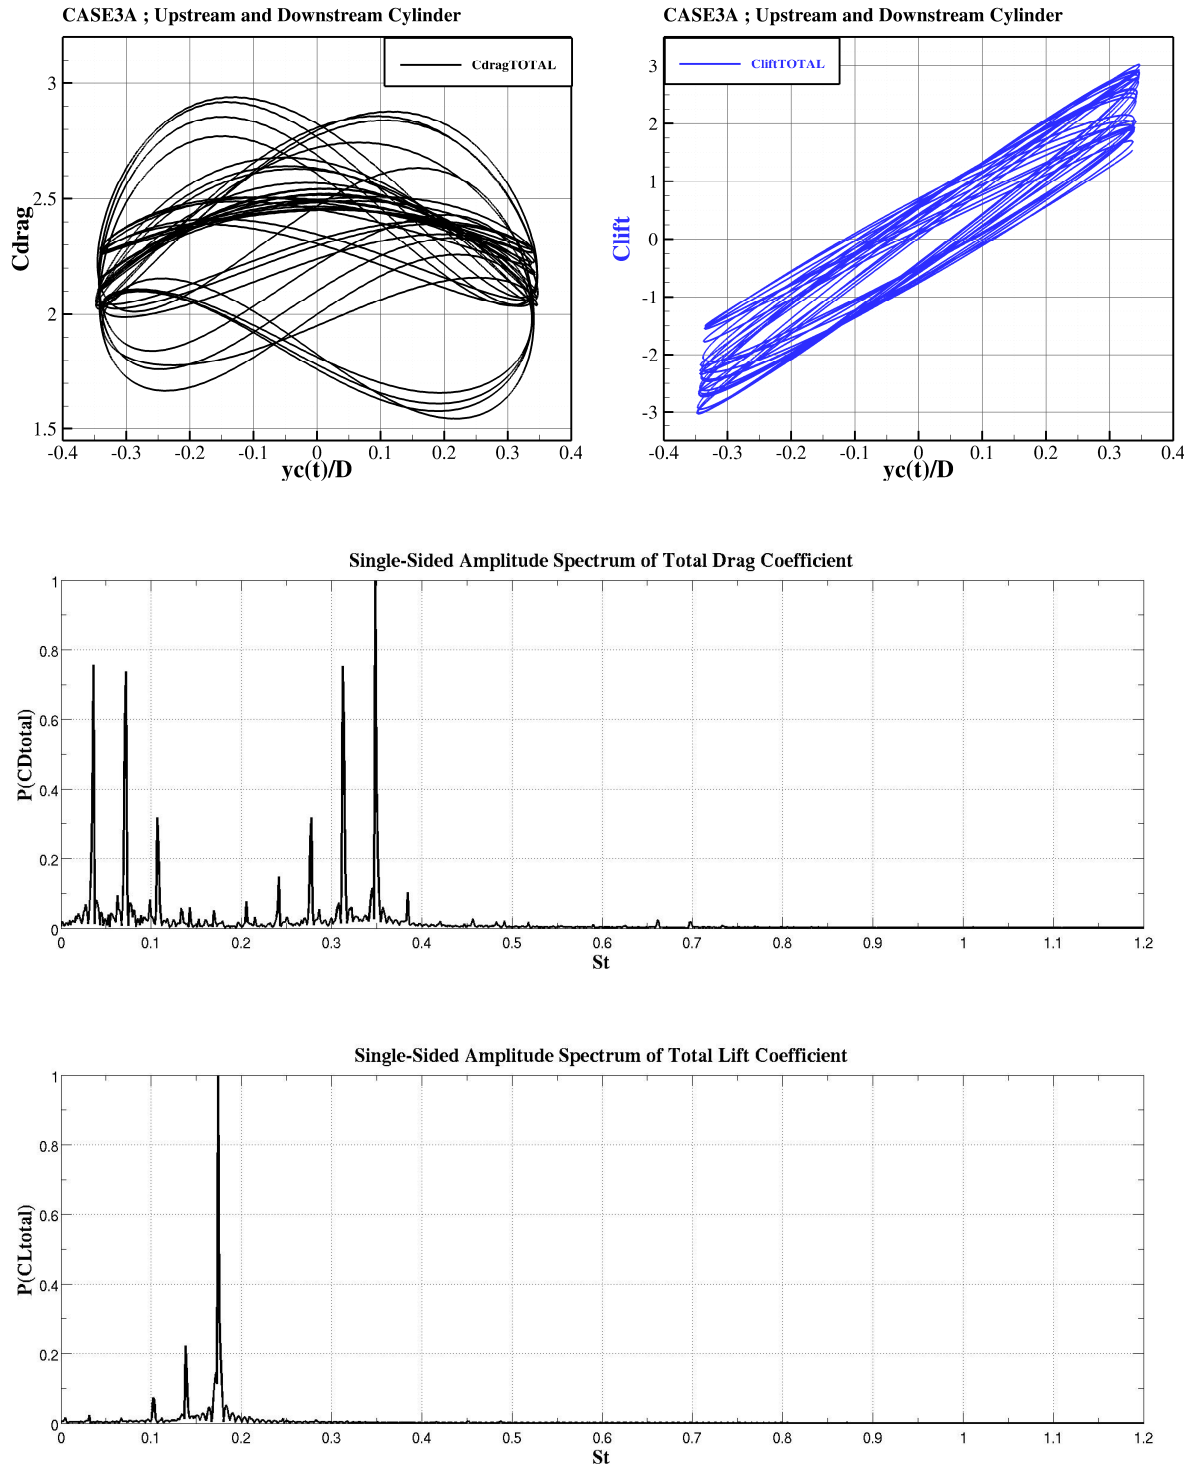 CASE3A ; Upstream and Downstream Cylinder
CdragTOTAL
3
2.5
2
1.5
Cdrag
-0.4 -0.3 -0.2 -0.1 0 0.1 0.2 0.3 0.4
yc(t)/D
CASE3A ; Upstream and Downstream Cylinder
CliftTOTAL
3
2
1
0
-1
-2
-3
Clift
-0.4 -0.3 -0.2 -0.1 0 0.1 0.2 0.3 0.4
yc(t)/D
Single-Sided Amplitude Spectrum of Total Drag Coefficient
1
0.8
0.6
0.4
0.2
0
P(CDtotal)
0 0.1 0.2 0.3 0.4 0.5 0.6 0.7 0.8 0.9 1 1.1 1.2
St
Single-Sided Amplitude Spectrum of Total Lift Coefficient
1
0.8
0.6
0.4
0.2
0
P(CLtotal)
0 0.1 0.2 0.3 0.4 0.5 0.6 0.7 0.8 0.9 1 1.1 1.2
St